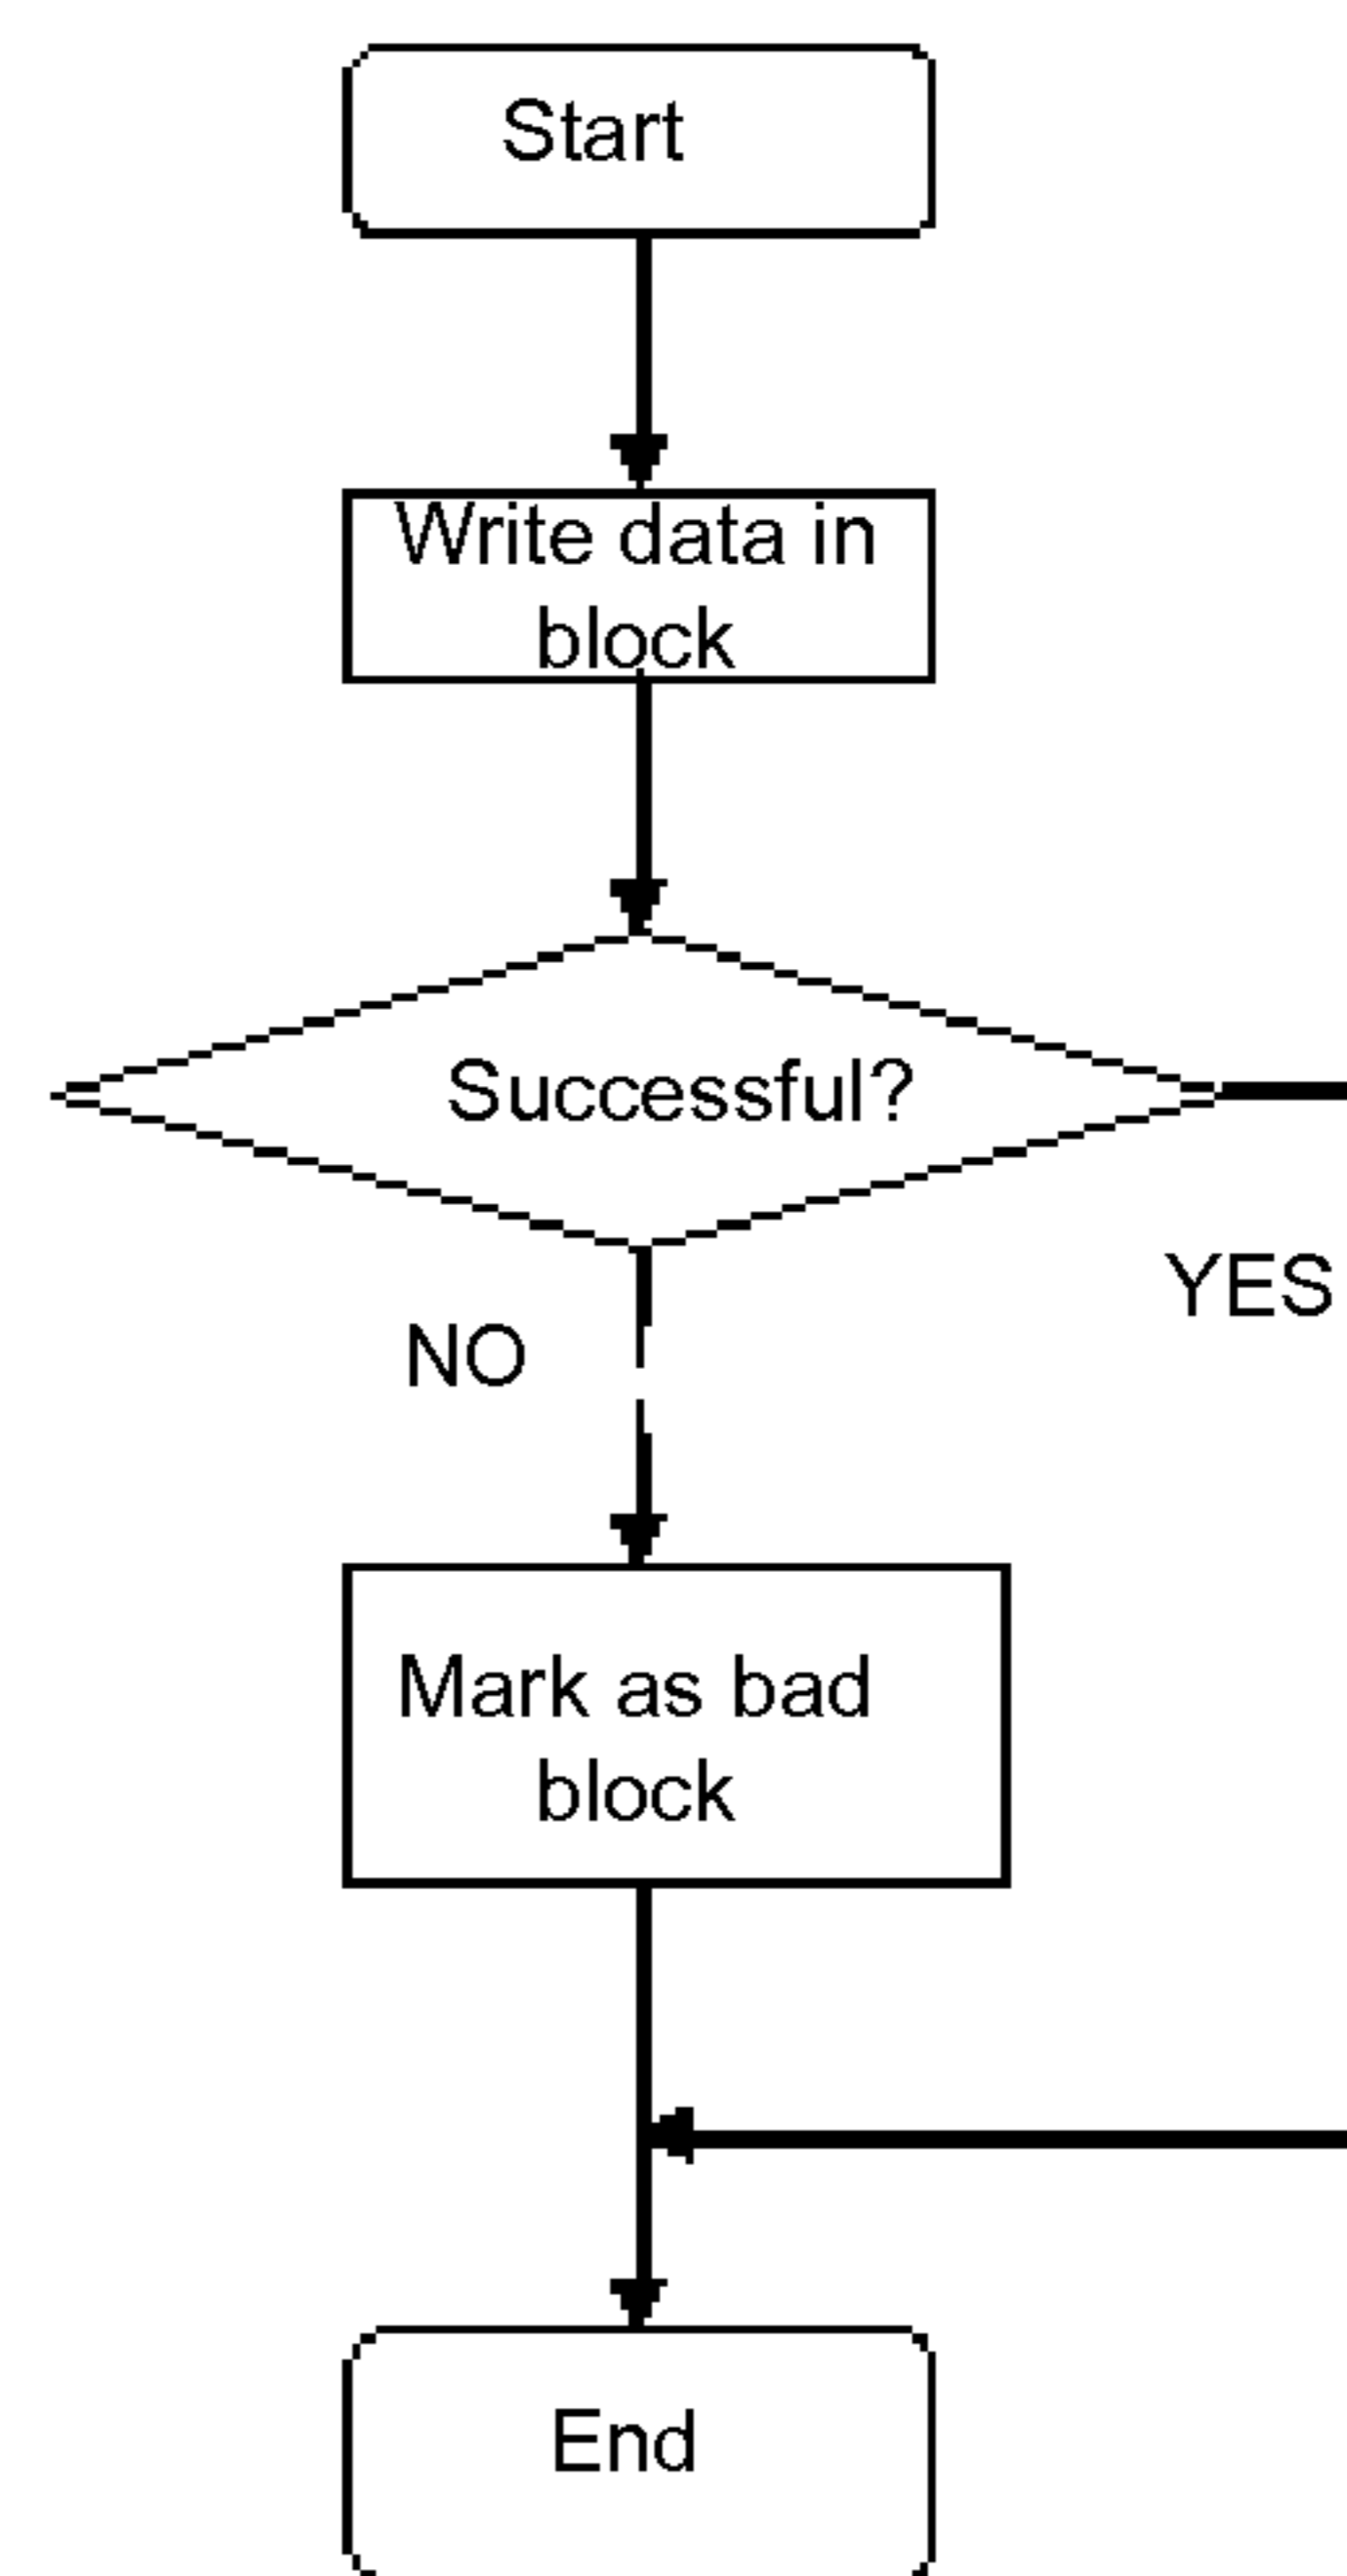 Start
Write data in
block
Successful?
YES
NO
Mark as bad
block
End